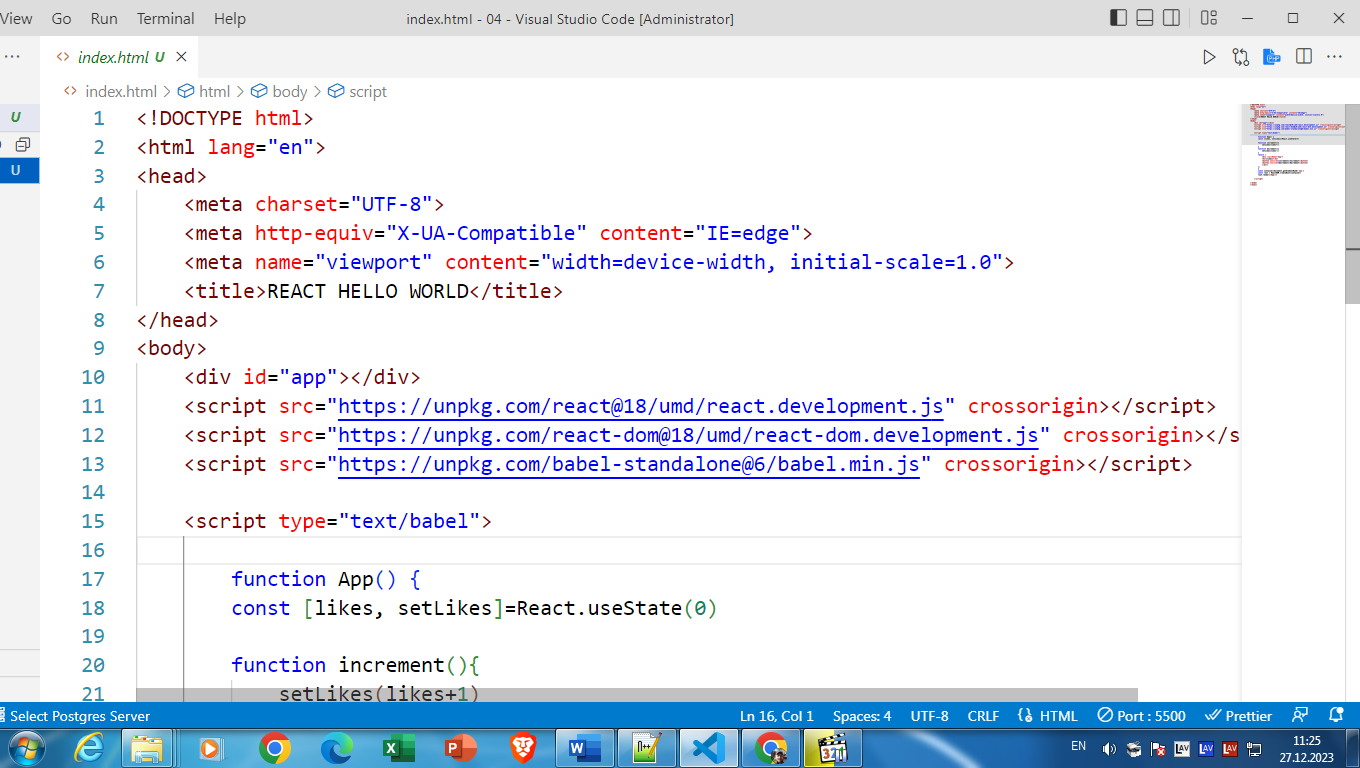 View Go Run Terminal Help index.html - 04 - Visual Studio Code [Administrator]
··· index.html U
index.html > html > body > script
U
U
1 <!DOCTYPE html>
2 <html lang="en">
3 <head>
4 <meta charset="UTF-8">
5 <meta http-equiv="X-UA-Compatible" content="IE=edge">
6 <meta name="viewport" content="width=device-width, initial-scale=1.0">
7 <title>REACT HELLO WORLD</title>
8 </head>
9 <body>
10 <div id="app"></div>
11 <script src="https://unpkg.com/react@18/umd/react.development.js" crossorigin></script>
12 <script src="https://unpkg.com/react-dom@18/umd/react-dom.development.js" crossorigin></s
13 <script src="https://unpkg.com/babel-standalone@6/babel.min.js" crossorigin></script>
14
15 <script type="text/babel">
16
17 function App() {
18 const [likes, setLikes]=React.useState(0)
19
20 function increment(){
21 setLikes(likes+1)
Select Postgres Server Ln 16, Col 1 Spaces: 4 UTF-8 CRLF HTML Port : 5500 Prettier
EN LAV LAV LAV 11:25
27.12.2023
321